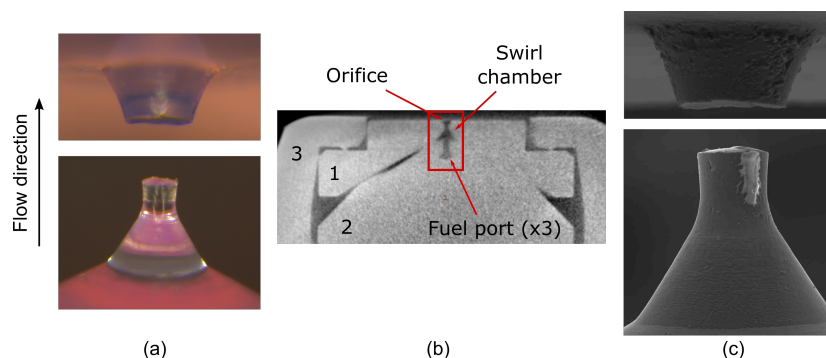 Flow direction
Orifice
Swirl
chamber
3
1
2
Fuel port (x3)
(a)
(b)
(c)